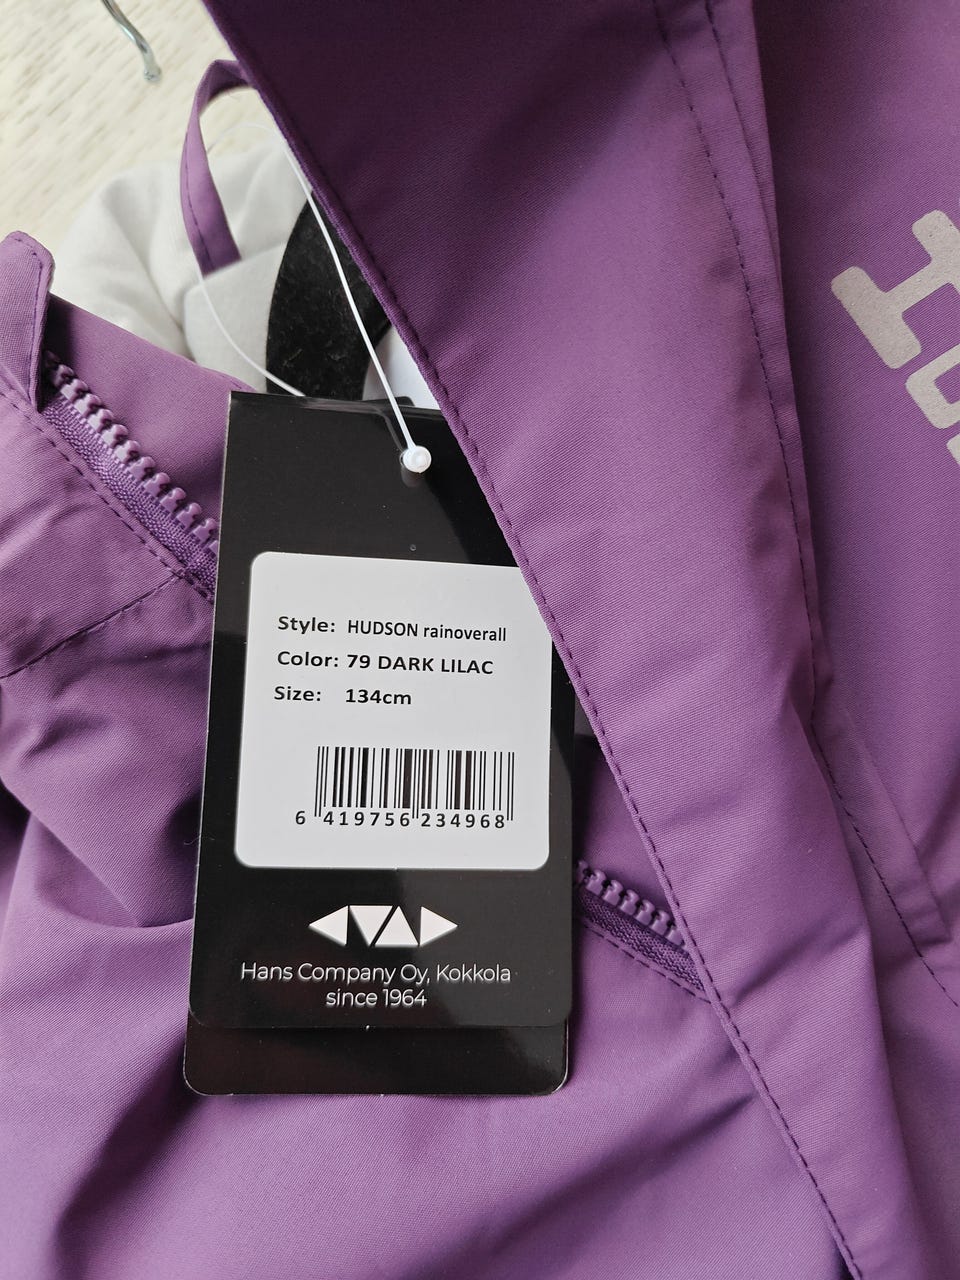 Style: HUDSON rainoverall
Color: 79 DARK LILAC
Size: 134cm
6 419756 234968
Hans Company Oy, Kokkola
since 1964